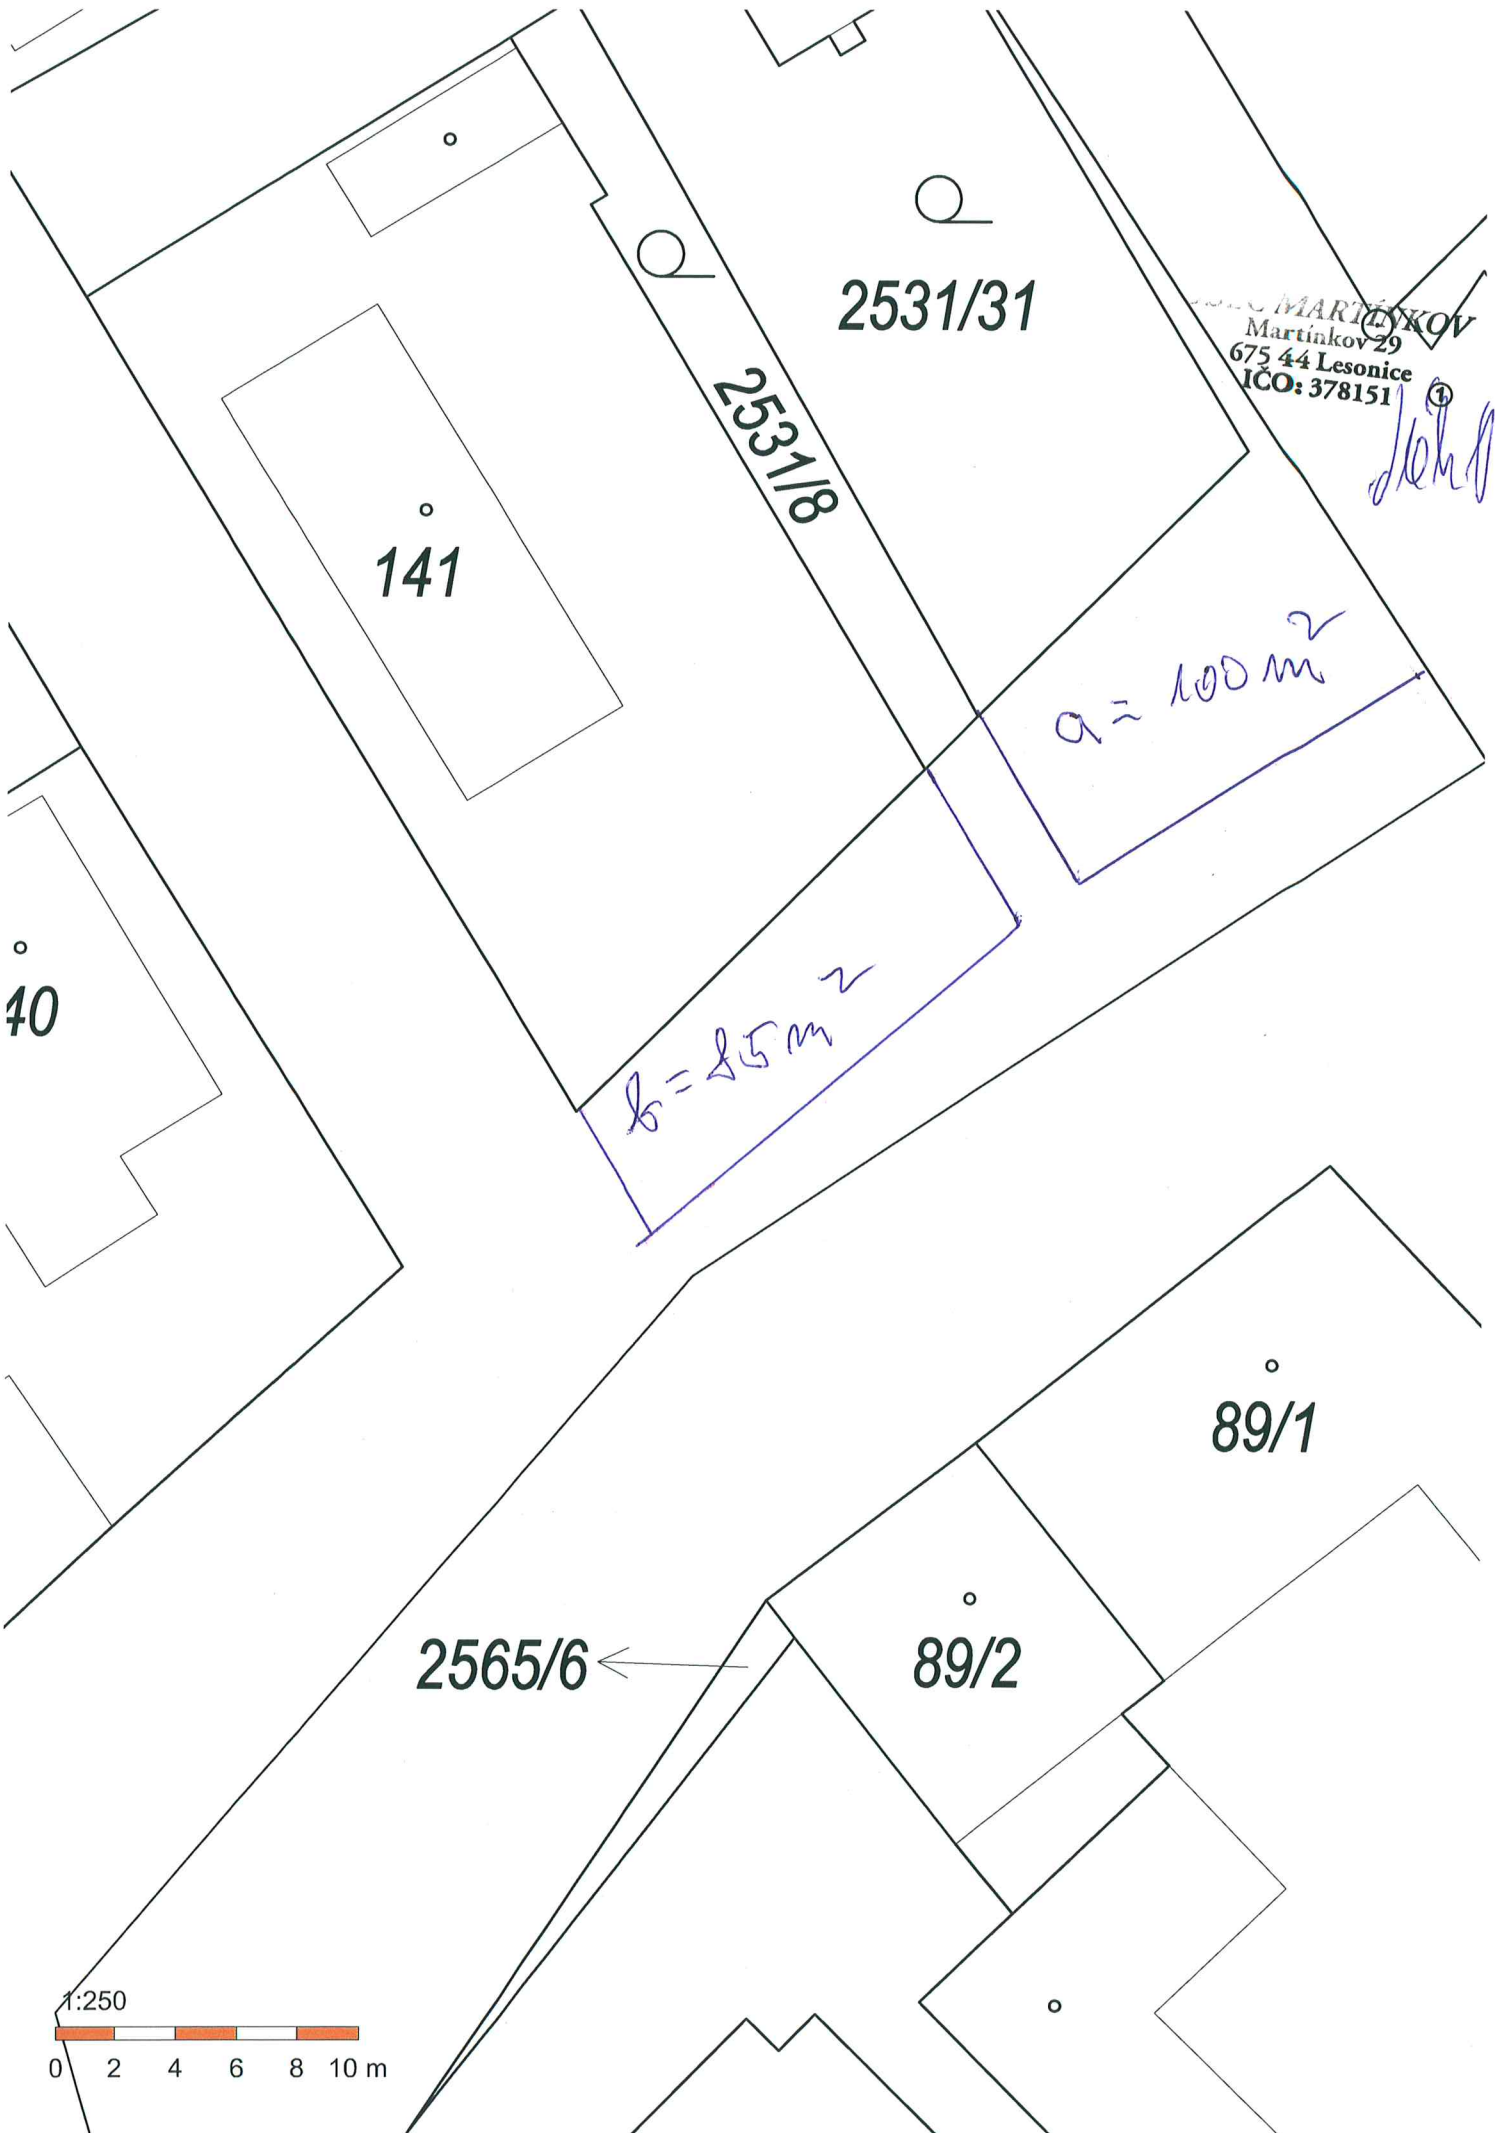 2531/31
MARTÍNKOV
Martínkov 29
675 44 Lesonice
IČO: 378151
1
2531/8
141
a = 100 m²
40
b = 85 m²
89/1
2565/6
89/2
1:250
0 2 4 6 8 10 m